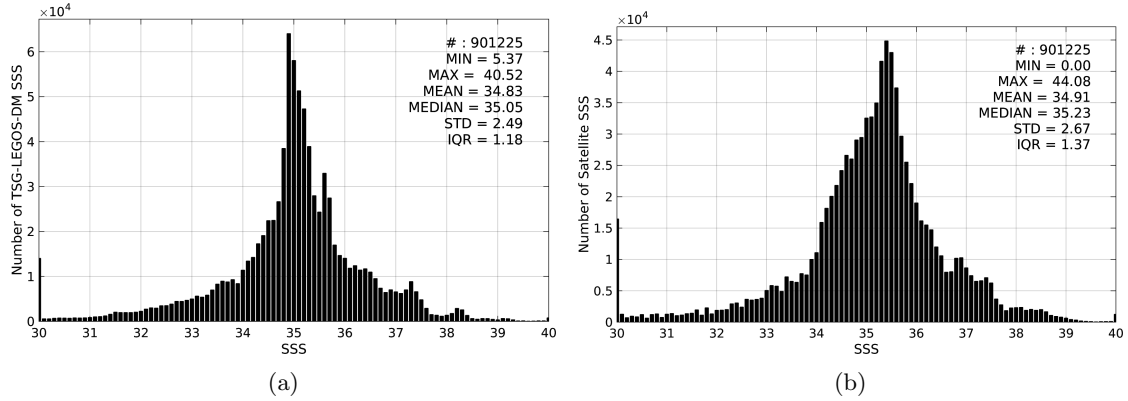 ×10⁴
# : 901225
MIN = 5.37
MAX = 40.52
MEAN = 34.83
MEDIAN = 35.05
STD = 2.49
IQR = 1.18
Number of TSG-LEGOS-DM SSS
6
5
4
3
2
1
0
30 31 32 33 34 35 36 37 38 39 40
SSS
(a)
×10⁴
# : 901225
MIN = 0.00
MAX = 44.08
MEAN = 34.91
MEDIAN = 35.23
STD = 2.67
IQR = 1.37
Number of Satellite SSS
4.5
4
3.5
3
2.5
2
1.5
1
0.5
0
30 31 32 33 34 35 36 37 38 39 40
SSS
(b)